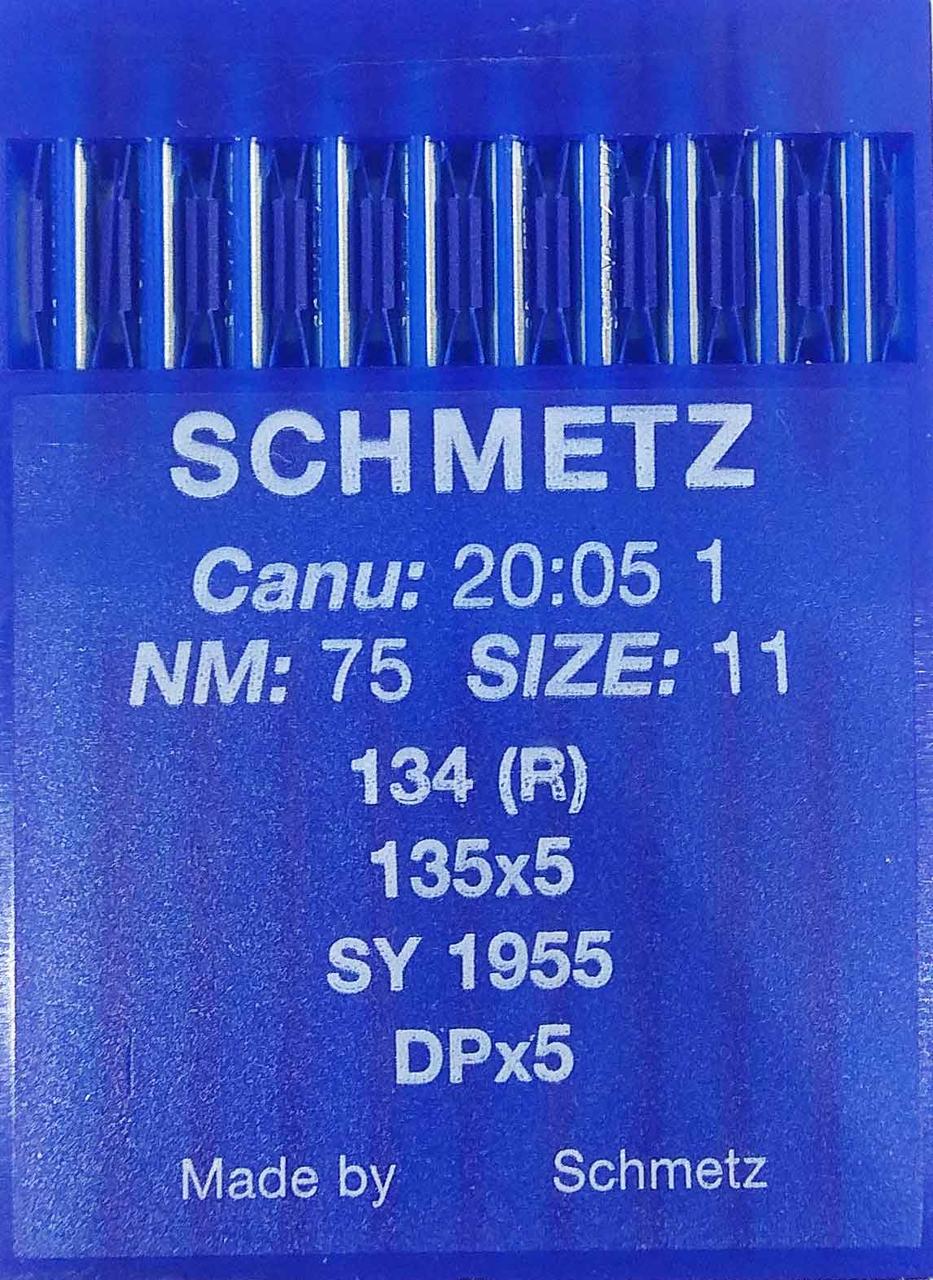 SCHMETZ
Canu: 20:05 1
NM: 75 SIZE: 11
134 (R)
135x5
SY 1955
DPx5
Made by Schmetz